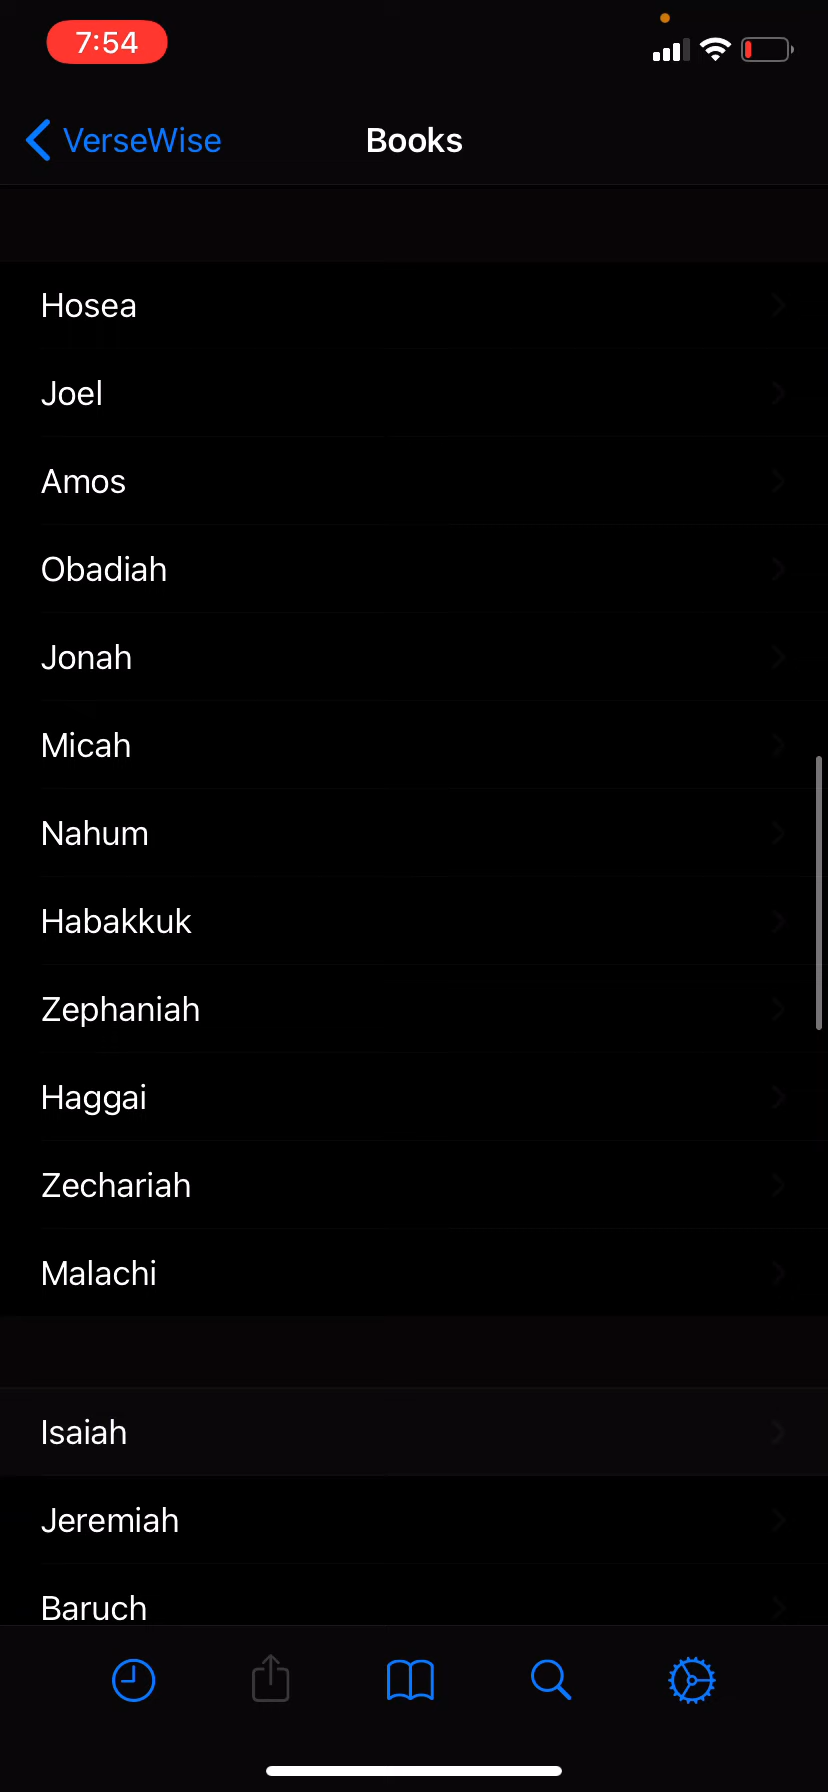 7:54
VerseWise
Books
Hosea
Joel
Amos
Obadiah
Jonah
Micah
Nahum
Habakkuk
Zephaniah
Haggai
Zechariah
Malachi
Isaiah
Jeremiah
Baruch